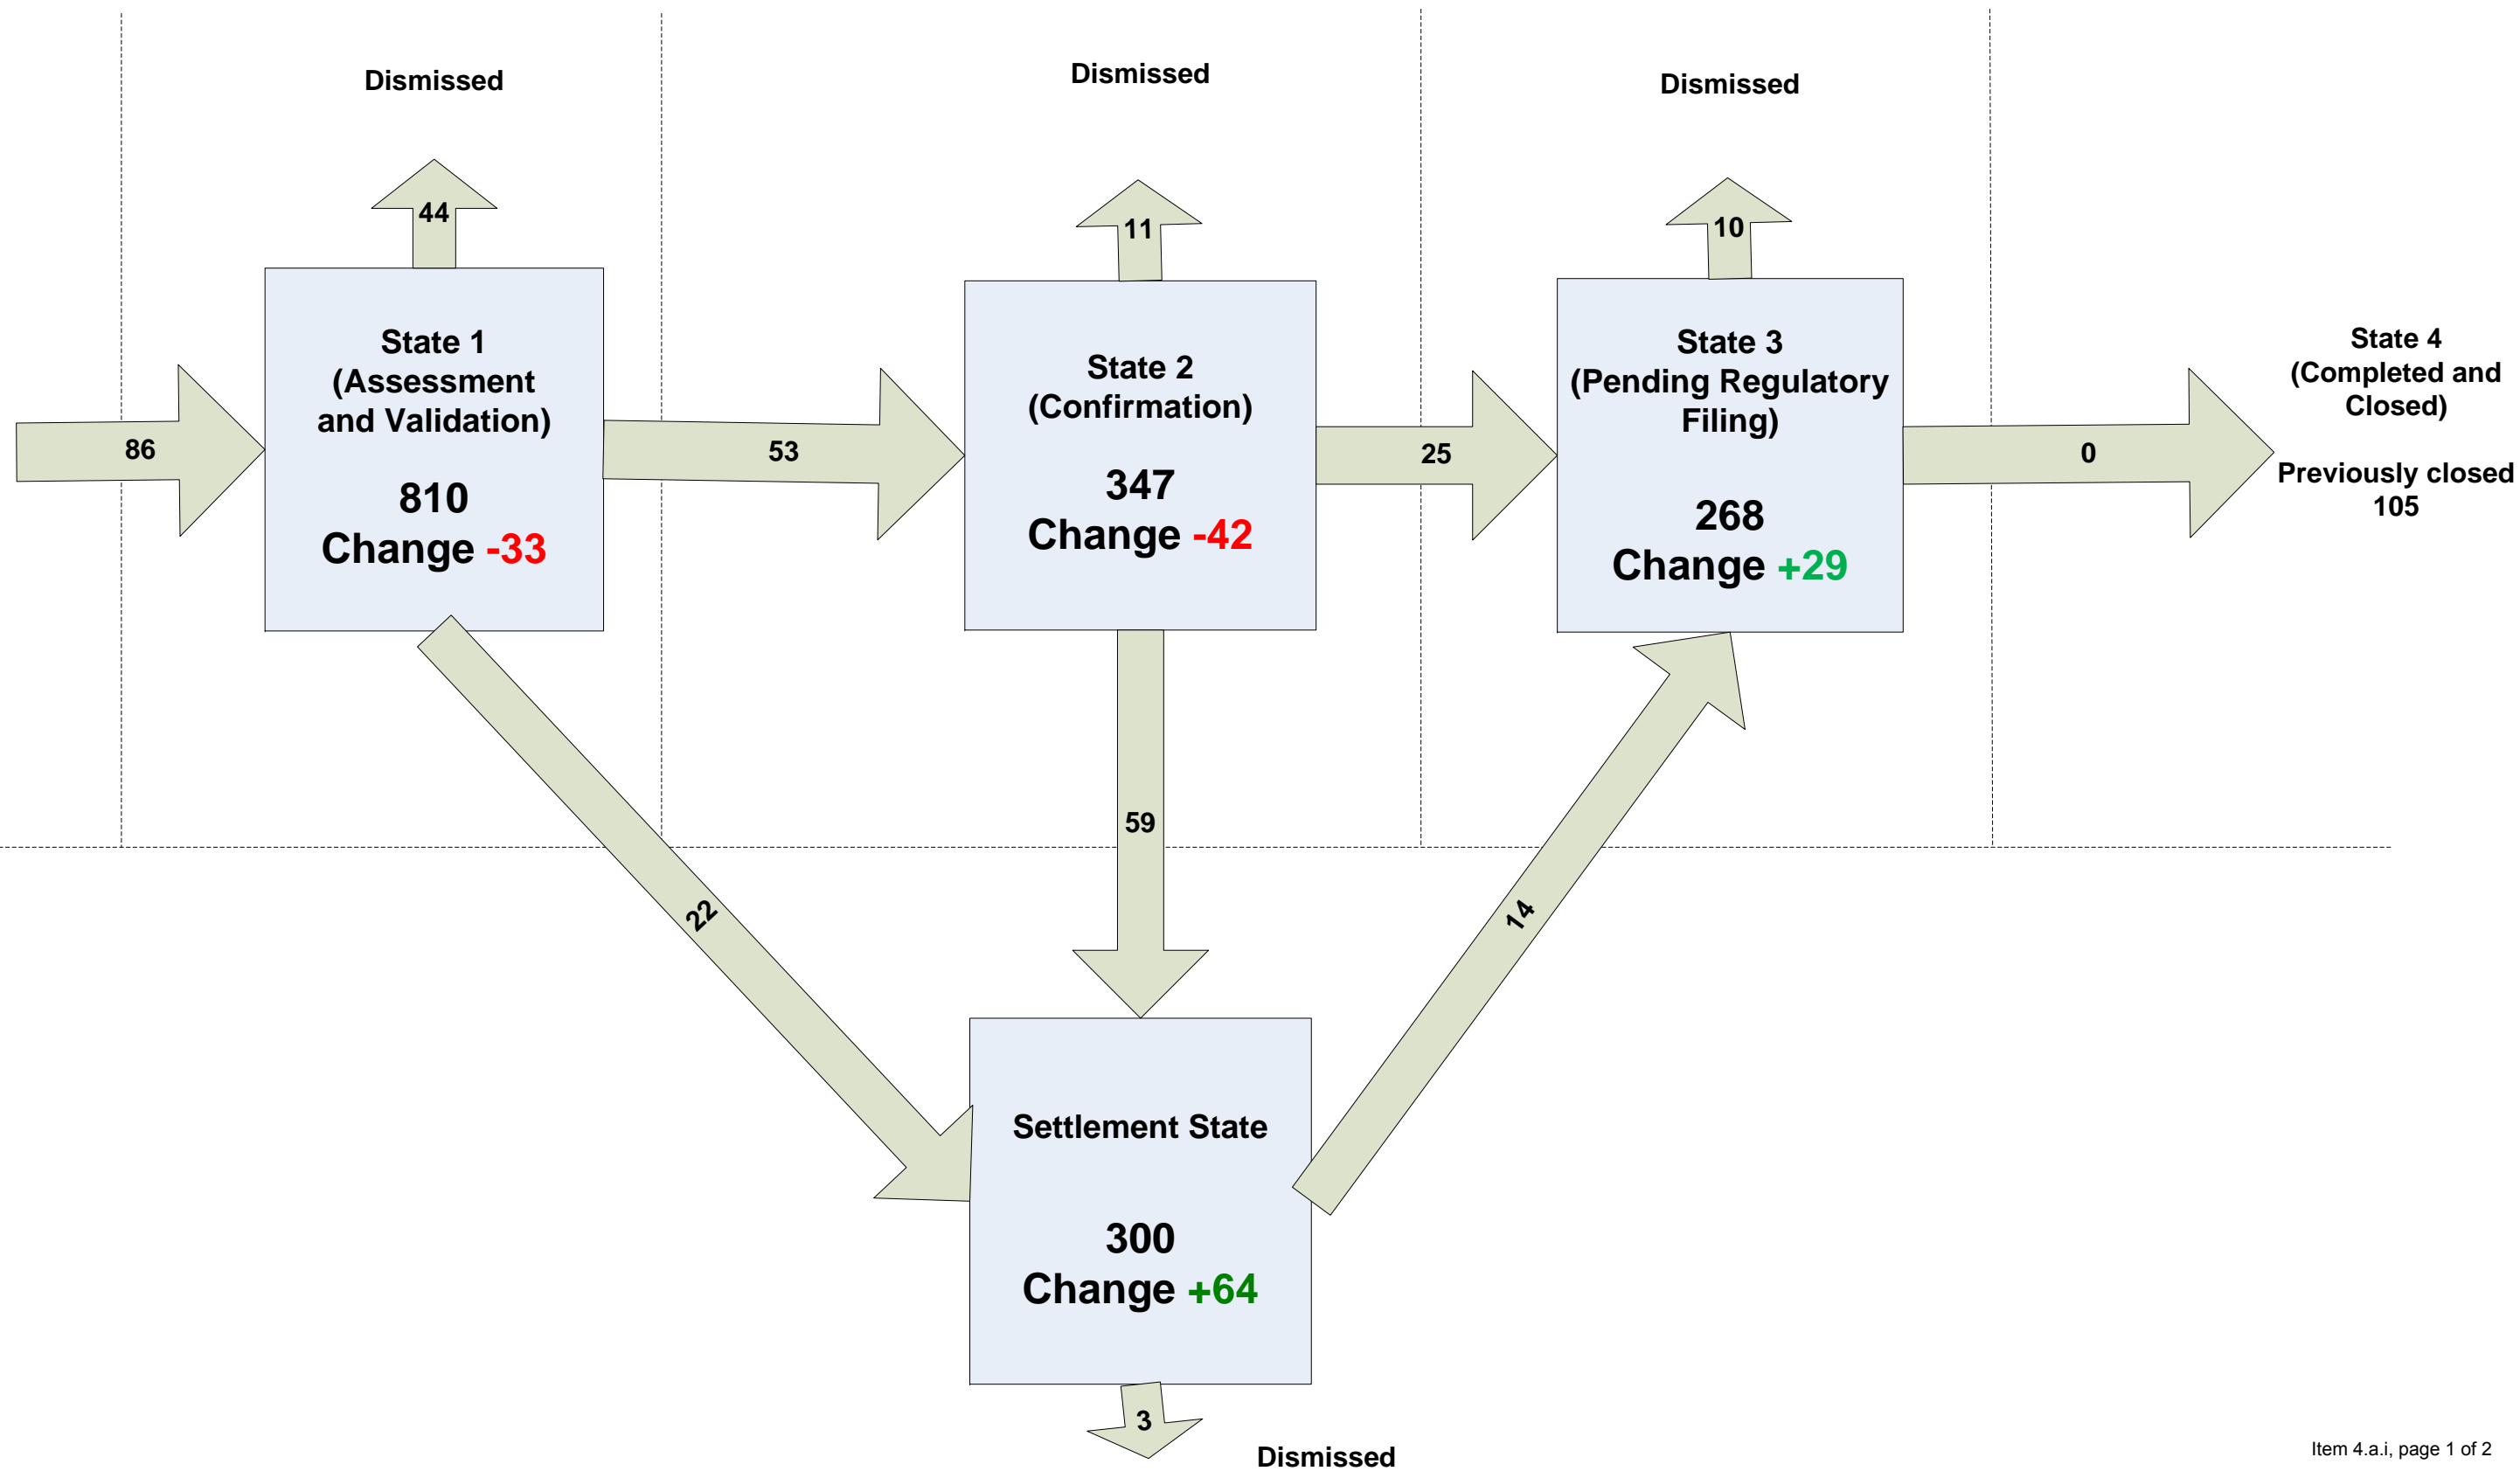 Dismissed
Dismissed
Dismissed
44
11
10
State 1
(Assessment
and Validation)
810
Change -33
State 2
(Confirmation)
347
Change -42
State 3
(Pending Regulatory
Filing)
268
Change +29
State 4
(Completed and
Closed)
Previously closed
105
86
53
25
0
59
22
14
Settlement State
300
Change +64
3
Dismissed
Item 4.a.i, page 1 of 2